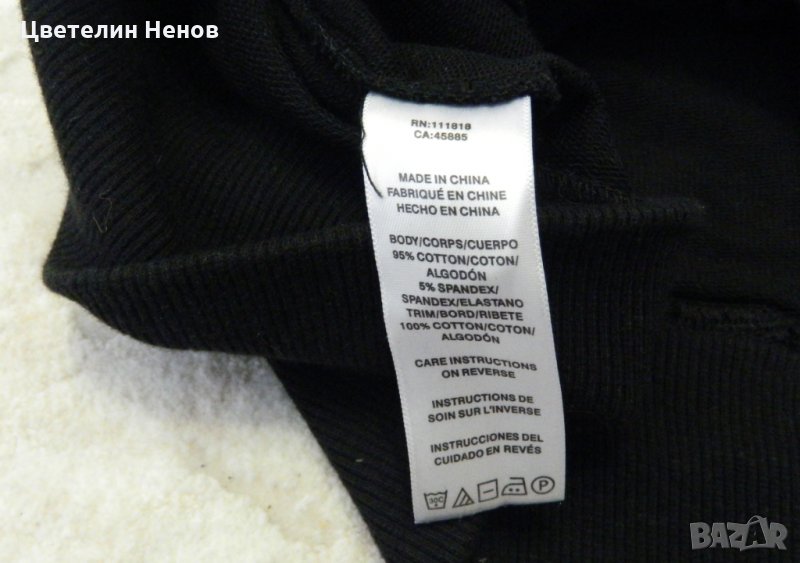 Цветелин Ненов
RN:111818
CA:45885
MADE IN CHINA
FABRIQUÉ EN CHINE
HECHO EN CHINA
BODY/CORPS/CUERPO
95% COTTON/COTON/
ALGODÓN
5% SPANDEX/
SPANDEX/ELASTANO
TRIM/BORD/RIBETE
100% COTTON/COTON/
ALGODÓN
CARE INSTRUCTIONS
ON REVERSE
INSTRUCTIONS DE
SOIN SUR L'INVERSE
INSTRUCCIONES DEL
CUIDADO EN REVÉS
30C
P
BAZAR